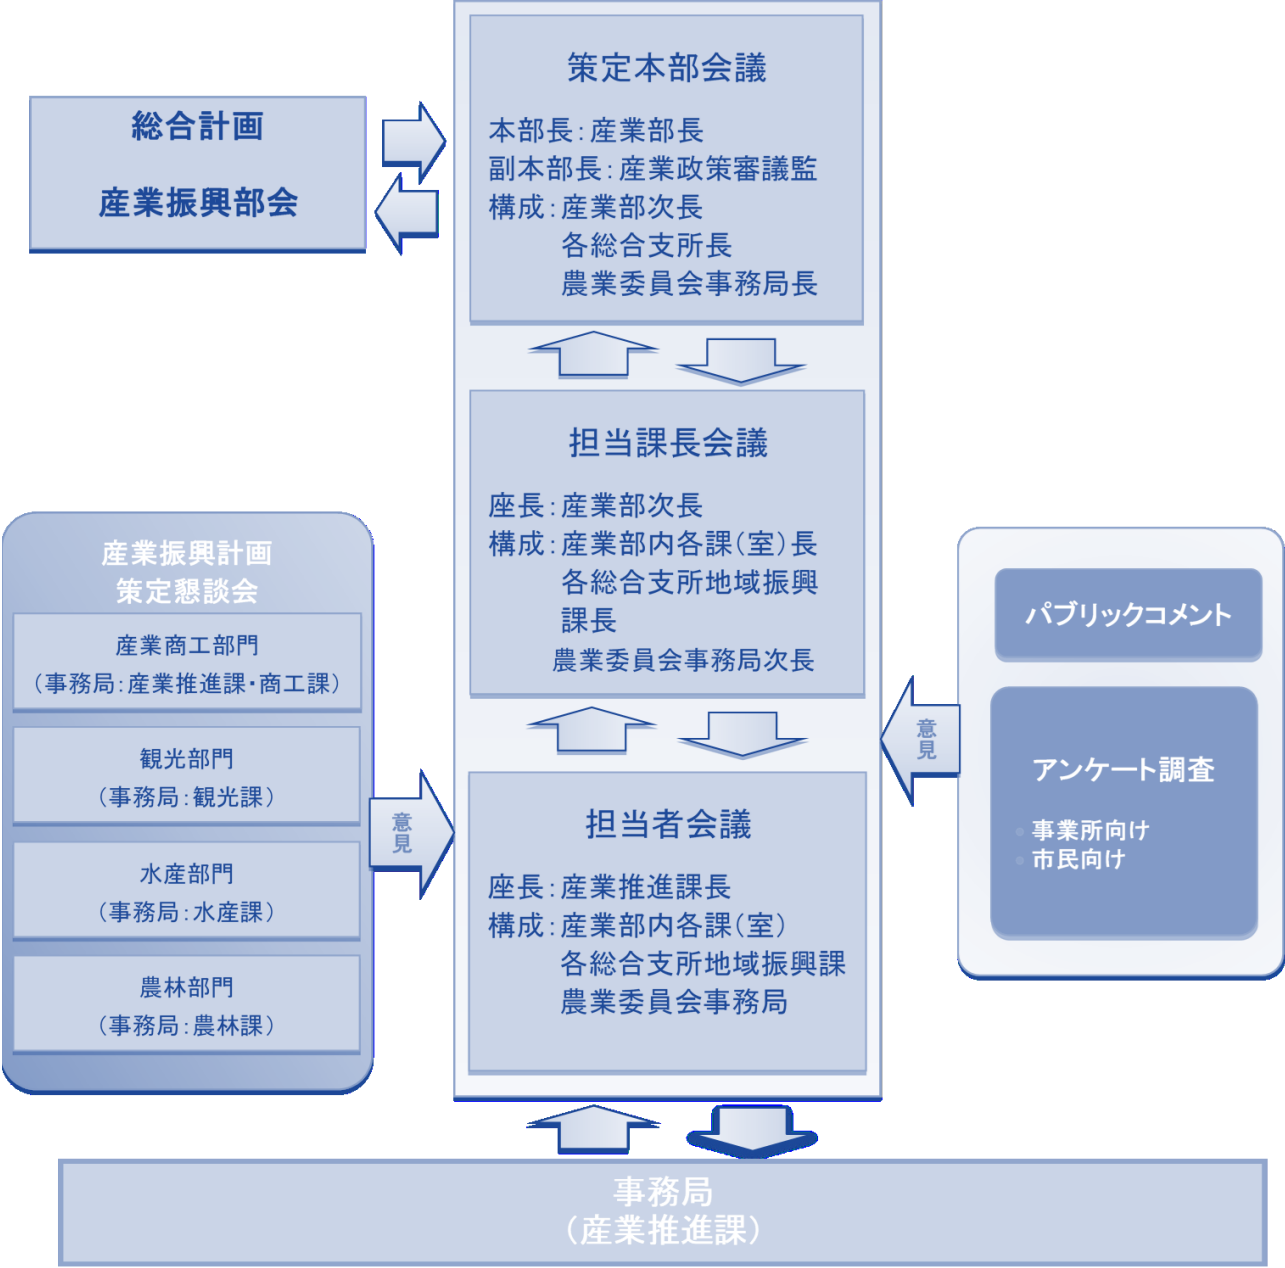 総合計画
産業振興部会
策定本部会議
本部長：産業部長
副本部長：産業政策審議監
構成：産業部次長
各総合支所長
農業委員会事務局長
担当課長会議
座長：産業部次長
構成：産業部内各課（室）長
各総合支所地域振興
課長
農業委員会事務局次長
担当者会議
座長：産業推進課長
構成：産業部内各課（室）
各総合支所地域振興課
農業委員会事務局
産業振興計画
策定懇談会
産業商工部門
（事務局：産業推進課・商工課）
観光部門
（事務局：観光課）
水産部門
（事務局：水産課）
農林部門
（事務局：農林課）
意見
パブリックコメント
アンケート調査
• 事業所向け
• 市民向け
意見
事務局
（産業推進課）